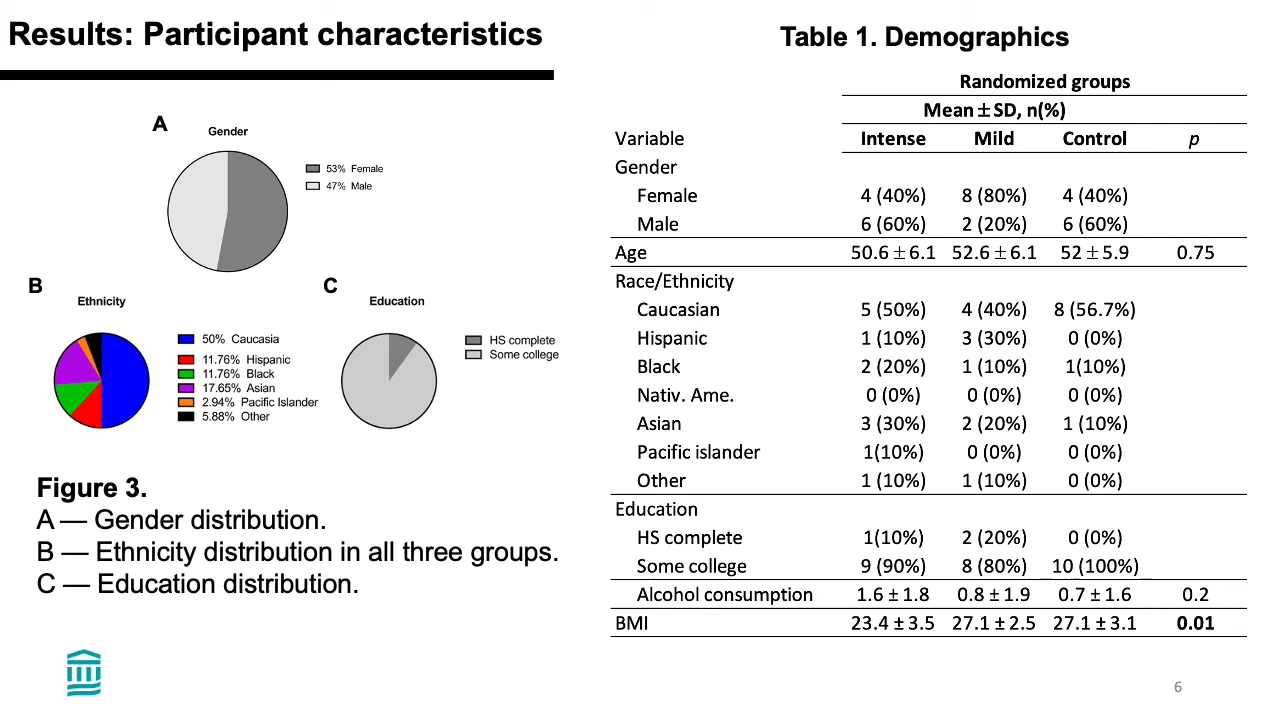 Results: Participant characteristics
A
Gender
53% Female
47% Male
B
Ethnicity
50% Caucasia
11.76% Hispanic
11.76% Black
17.65% Asian
2.94% Pacific Islander
5.88% Other
C
Education
HS complete
Some college
Figure 3.
A — Gender distribution.
B — Ethnicity distribution in all three groups.
C — Education distribution.
Table 1. Demographics
Randomized groups
Mean ± SD, n(%)
Variable Intense Mild Control p
Gender
Female 4 (40%) 8 (80%) 4 (40%)
Male 6 (60%) 2 (20%) 6 (60%)
Age 50.6 ± 6.1 52.6 ± 6.1 52 ± 5.9 0.75
Race/Ethnicity
Caucasian 5 (50%) 4 (40%) 8 (56.7%)
Hispanic 1 (10%) 3 (30%) 0 (0%)
Black 2 (20%) 1 (10%) 1(10%)
Nativ. Ame. 0 (0%) 0 (0%) 0 (0%)
Asian 3 (30%) 2 (20%) 1 (10%)
Pacific islander 1(10%) 0 (0%) 0 (0%)
Other 1 (10%) 1 (10%) 0 (0%)
Education
HS complete 1(10%) 2 (20%) 0 (0%)
Some college 9 (90%) 8 (80%) 10 (100%)
Alcohol consumption 1.6 ± 1.8 0.8 ± 1.9 0.7 ± 1.6 0.2
BMI 23.4 ± 3.5 27.1 ± 2.5 27.1 ± 3.1 0.01
6